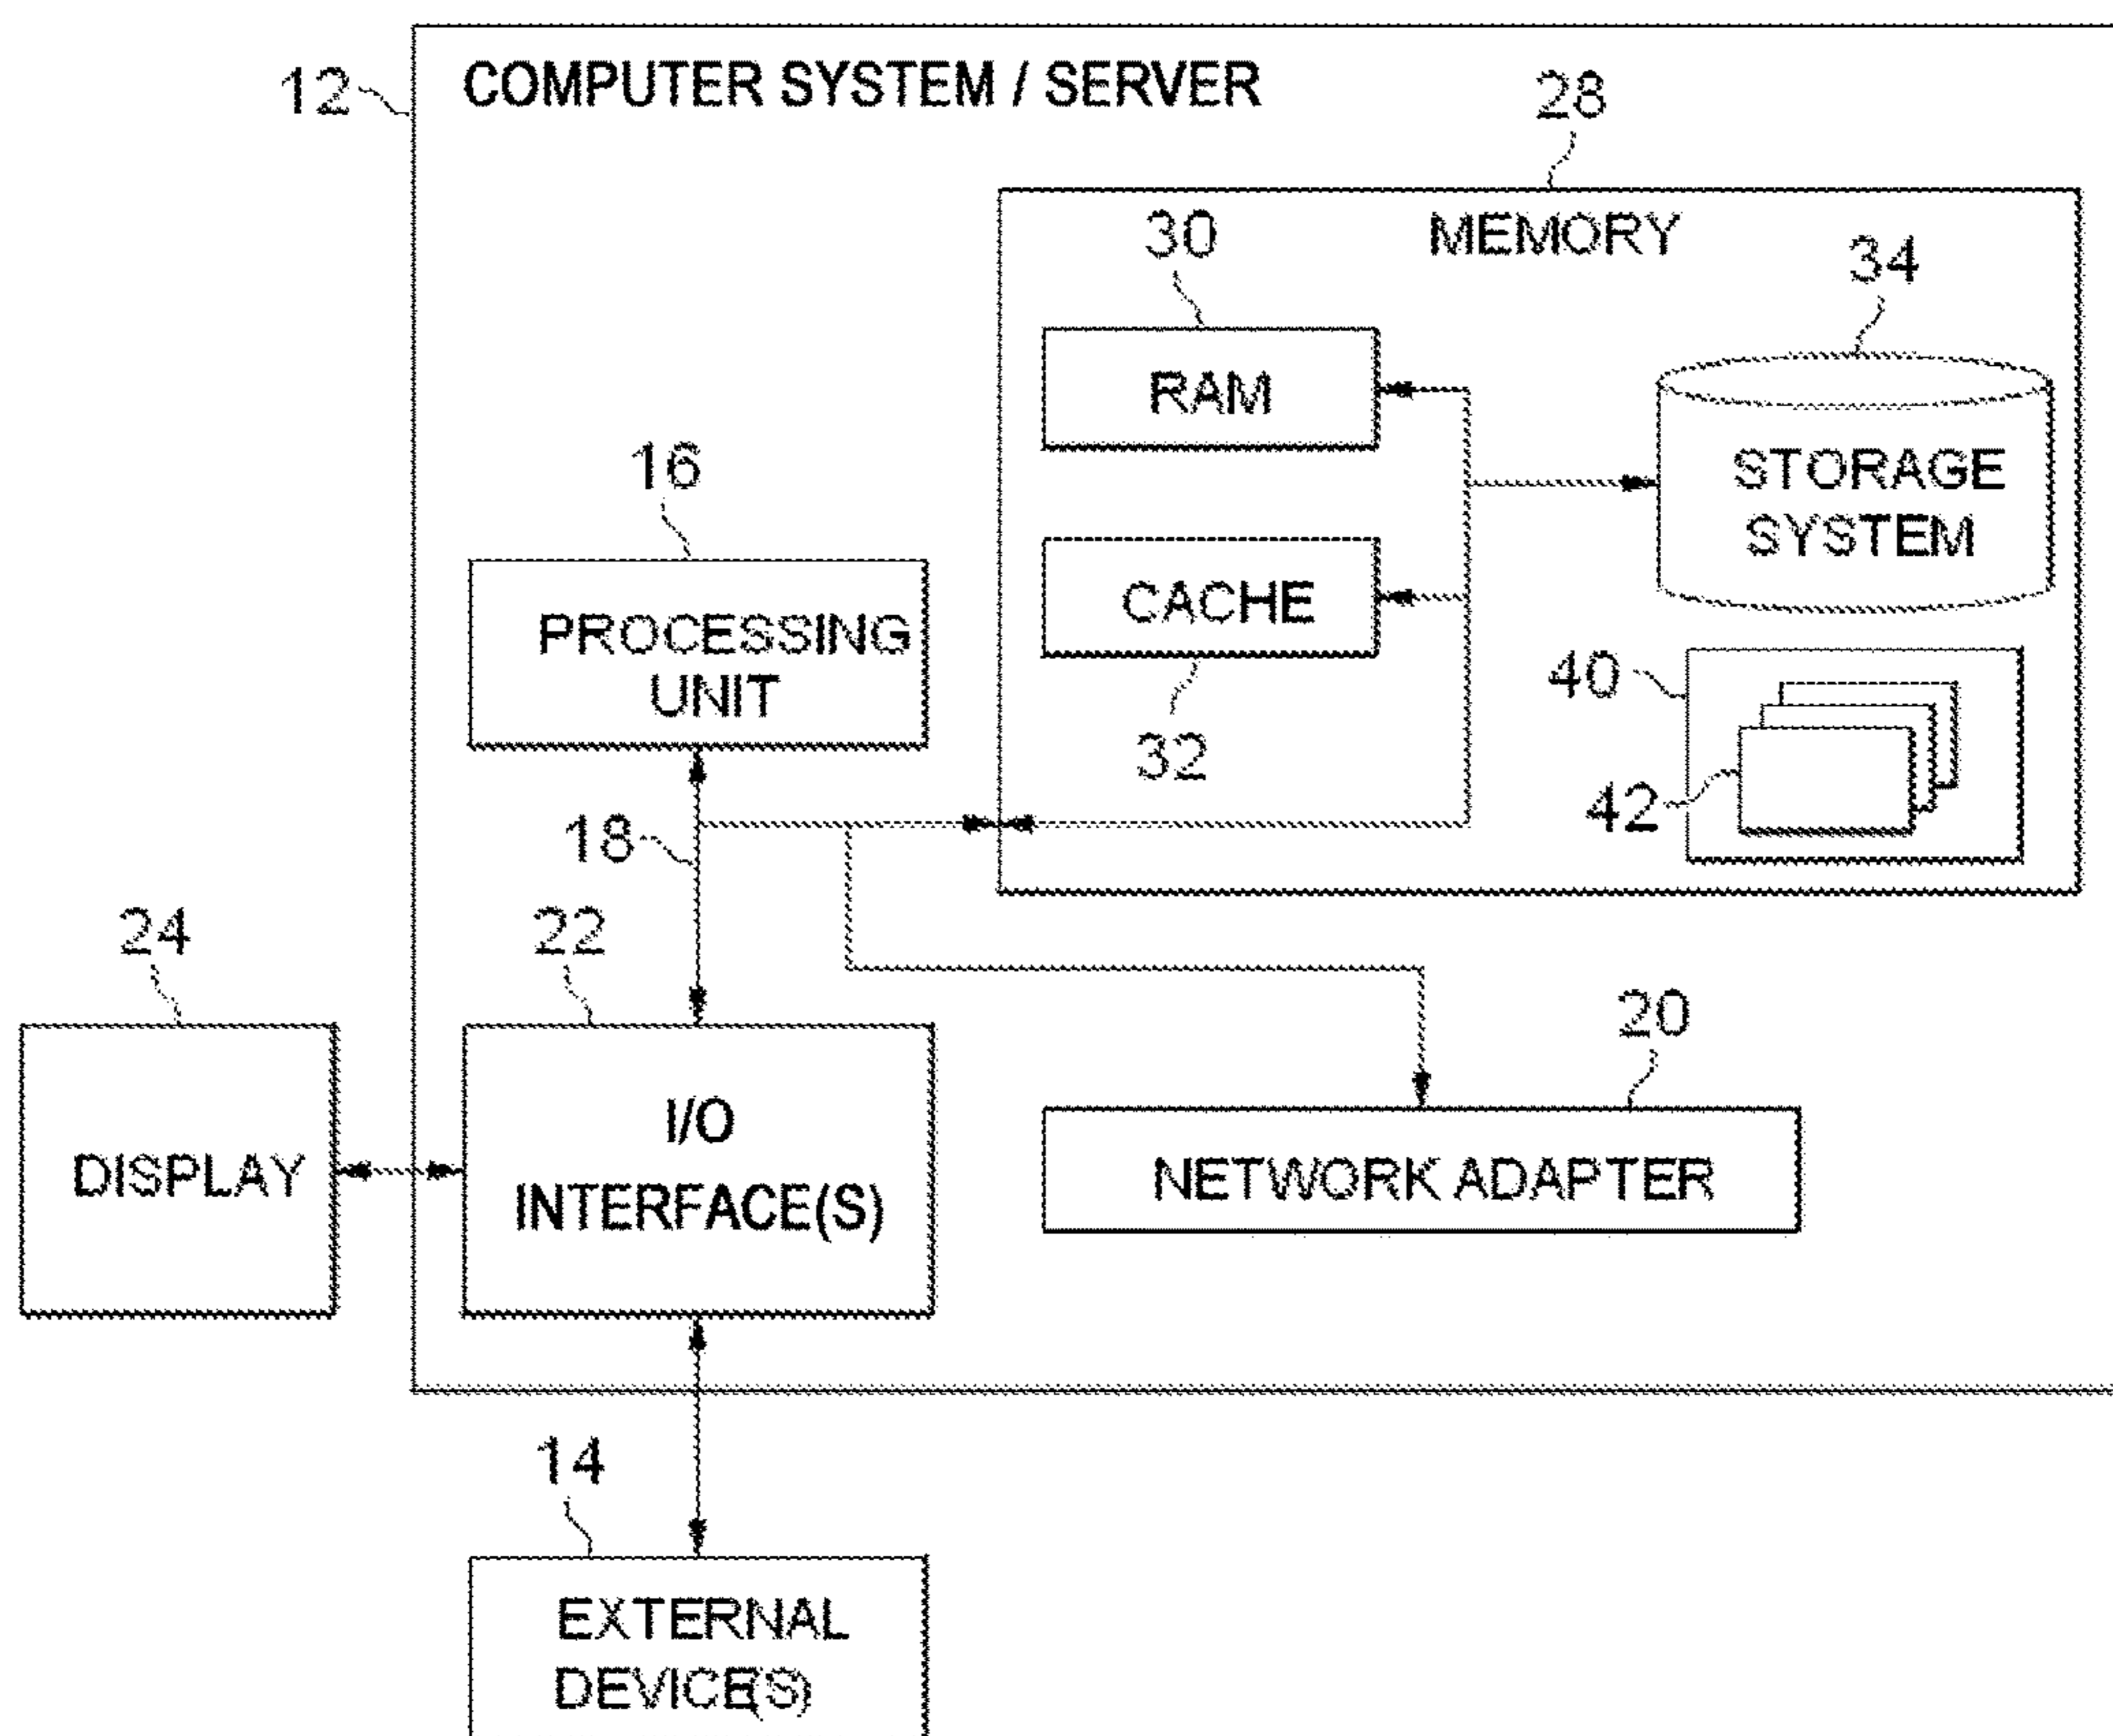 12
COMPUTER SYSTEM / SERVER
28
MEMORY
30
34
RAM
STORAGE
SYSTEM
16
PROCESSING
UNIT
CACHE
32
40
42
18
24
22
20
DISPLAY
I/O
INTERFACE(S)
NETWORK ADAPTER
14
EXTERNAL
DEVICE(S)